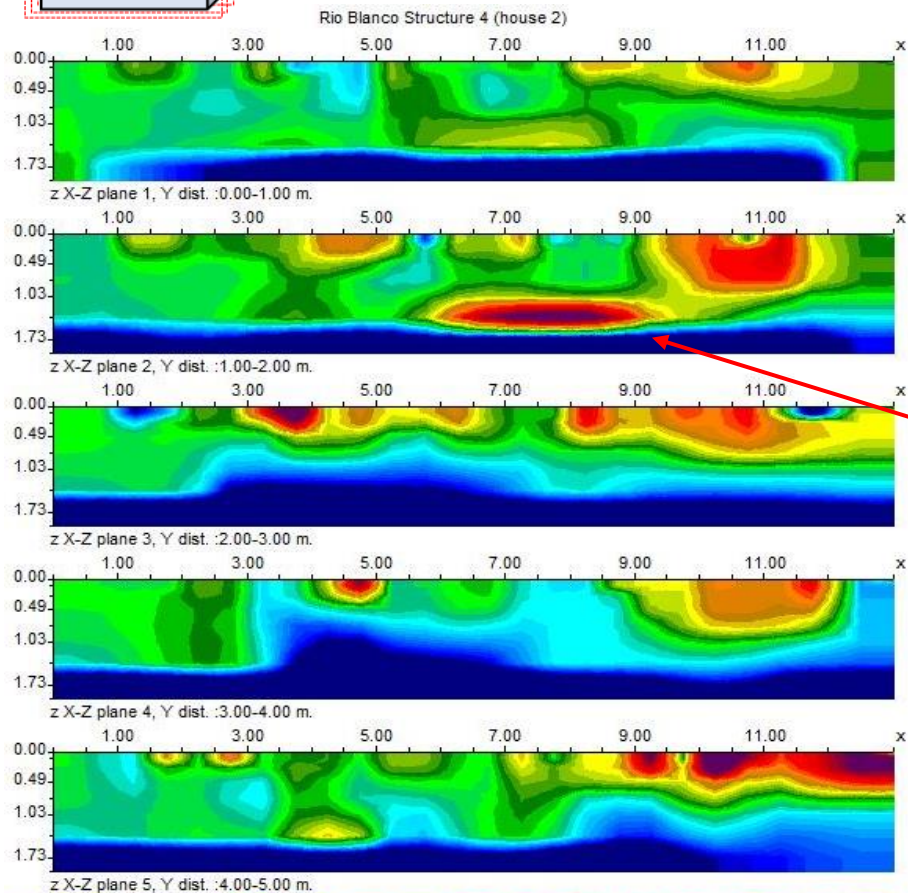 Rio Blanco Structure 4 (house 2)
1.00 3.00 5.00 7.00 9.00 11.00 x
0.00
0.49
1.03
1.73
z X-Z plane 1, Y dist. :0.00-1.00 m.
1.00 3.00 5.00 7.00 9.00 11.00 x
0.00
0.49
1.03
1.73
z X-Z plane 2, Y dist. :1.00-2.00 m.
1.00 3.00 5.00 7.00 9.00 11.00 x
0.00
0.49
1.03
1.73
z X-Z plane 3, Y dist. :2.00-3.00 m.
1.00 3.00 5.00 7.00 9.00 11.00 x
0.00
0.49
1.03
1.73
z X-Z plane 4, Y dist. :3.00-4.00 m.
1.00 3.00 5.00 7.00 9.00 11.00 x
0.00
0.49
1.03
1.73
z X-Z plane 5, Y dist. :4.00-5.00 m.